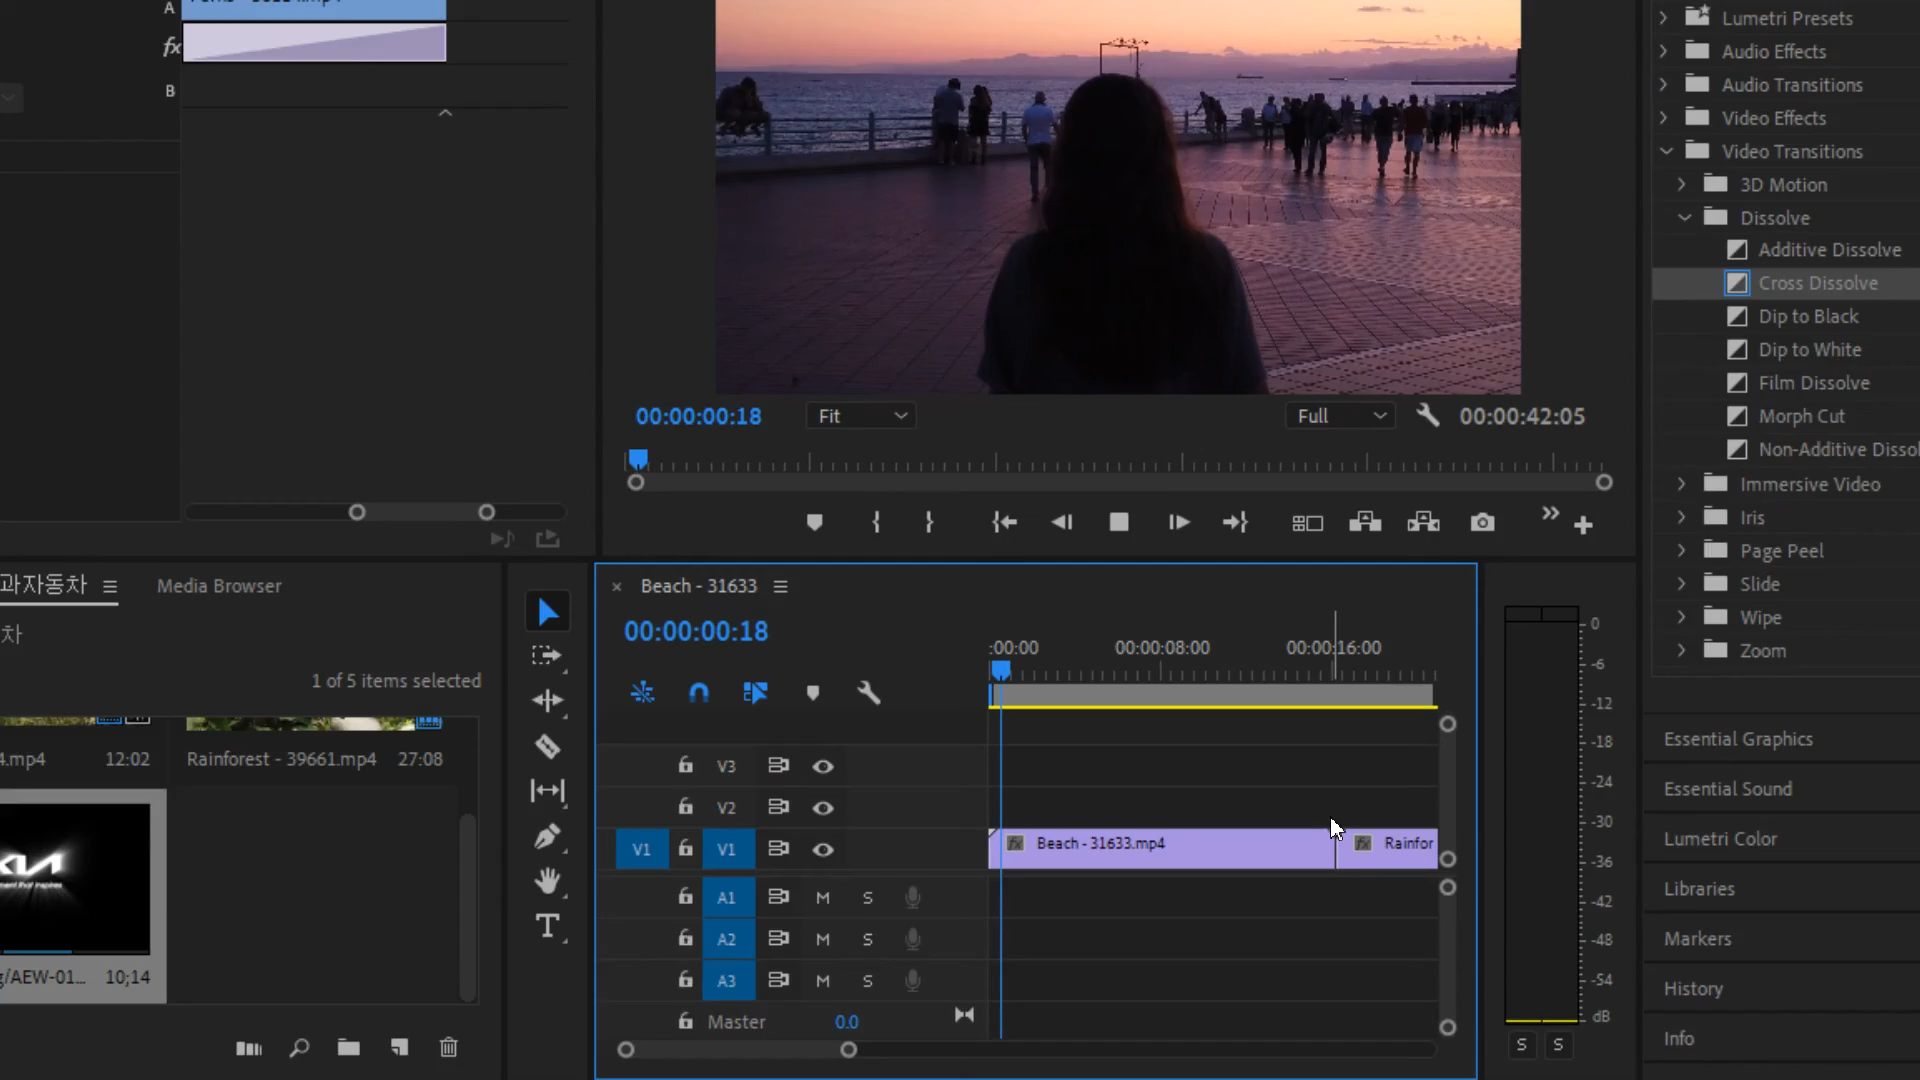 A
fx
B
00:00:00:18
Fit
Full
00:00:42:05
과자동차
Media Browser
차
1 of 5 items selected
4.mp4
12:02
Rainforest - 39661.mp4
27:08
g/AEW-01...
10;14
T
Beach - 31633
00:00:00:18
:00:00
00:00:08:00
00:00:16:00
V3
V2
V1
V1
Beach - 31633.mp4
Rainfor
A1
M
S
A2
M
S
A3
M
S
Master
0.0
0
-6
-12
-18
-24
-30
-36
-42
-48
-54
dB
S
S
Lumetri Presets
Audio Effects
Audio Transitions
Video Effects
Video Transitions
3D Motion
Dissolve
Additive Dissolve
Cross Dissolve
Dip to Black
Dip to White
Film Dissolve
Morph Cut
Non-Additive Dissol
Immersive Video
Iris
Page Peel
Slide
Wipe
Zoom
Essential Graphics
Essential Sound
Lumetri Color
Libraries
Markers
History
Info